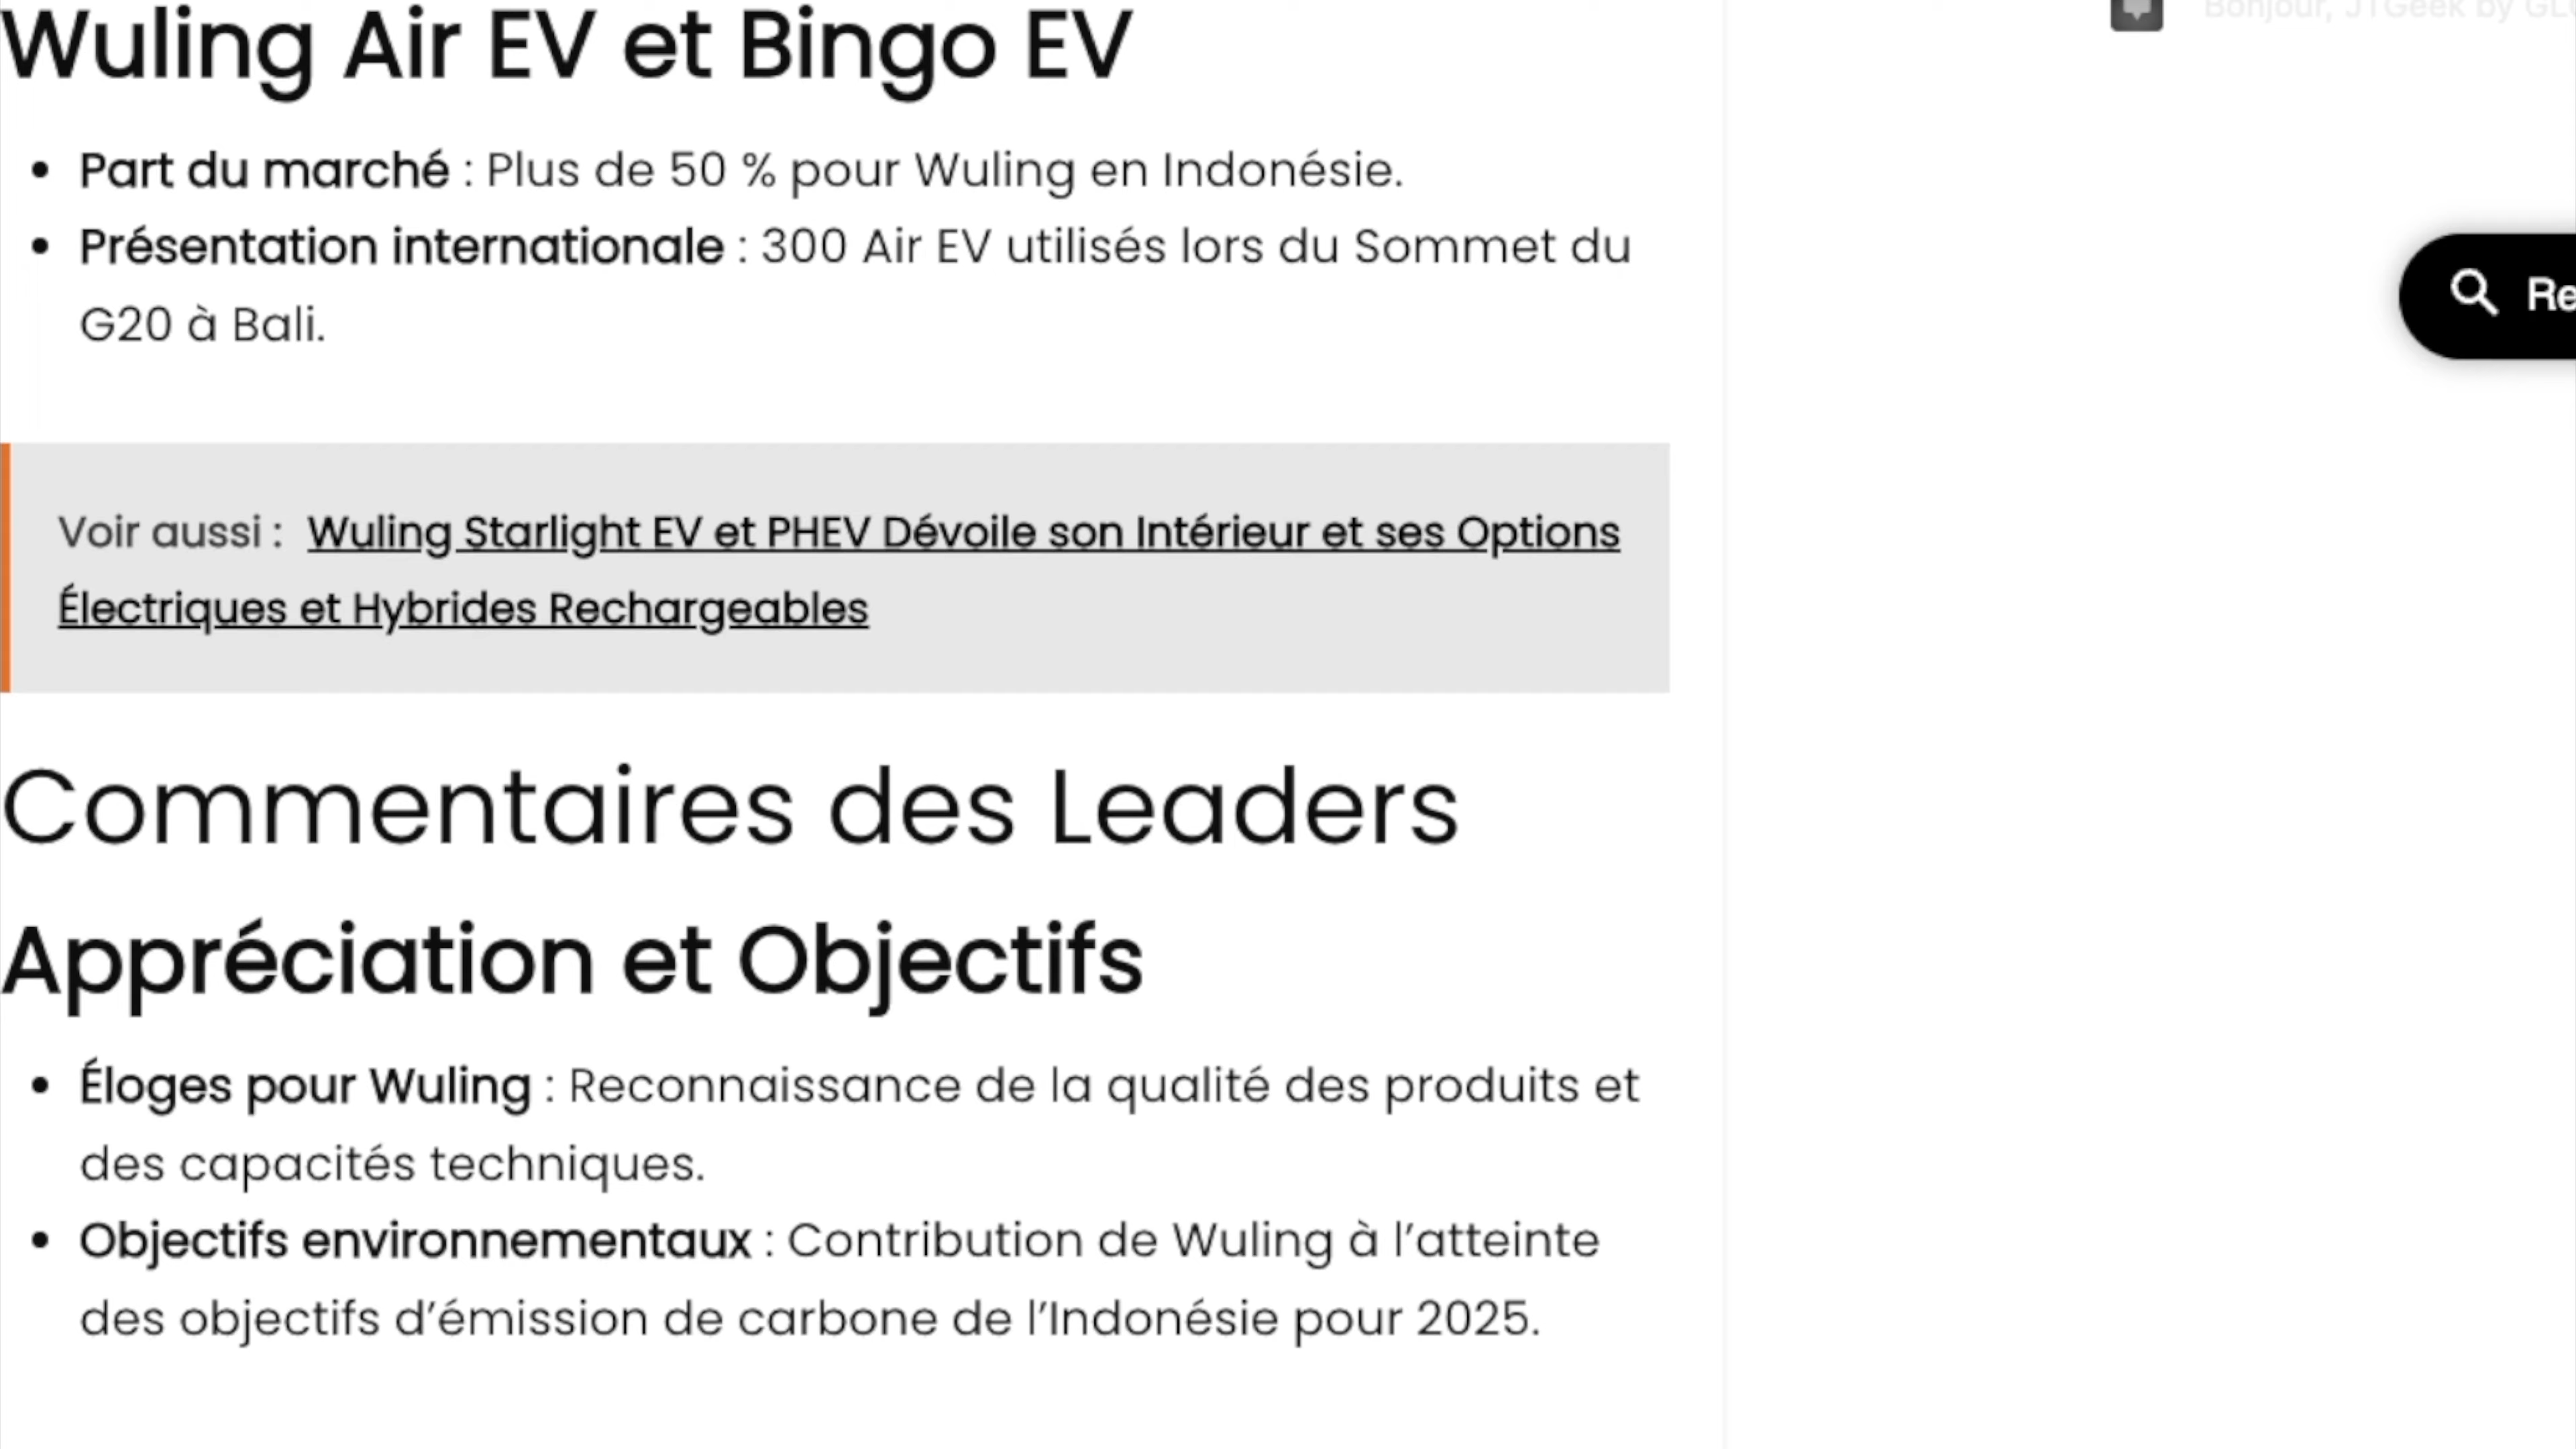 Wuling Air EV et Bingo EV
• Part du marché : Plus de 50 % pour Wuling en Indonésie.
• Présentation internationale : 300 Air EV utilisés lors du Sommet du
G20 à Bali.
Voir aussi : Wuling Starlight EV et PHEV Dévoile son Intérieur et ses Options
Électriques et Hybrides Rechargeables
Commentaires des Leaders
Appréciation et Objectifs
• Éloges pour Wuling : Reconnaissance de la qualité des produits et
des capacités techniques.
• Objectifs environnementaux : Contribution de Wuling à l’atteinte
des objectifs d’émission de carbone de l’Indonésie pour 2025.
Bonjour, JTGeek by
Re